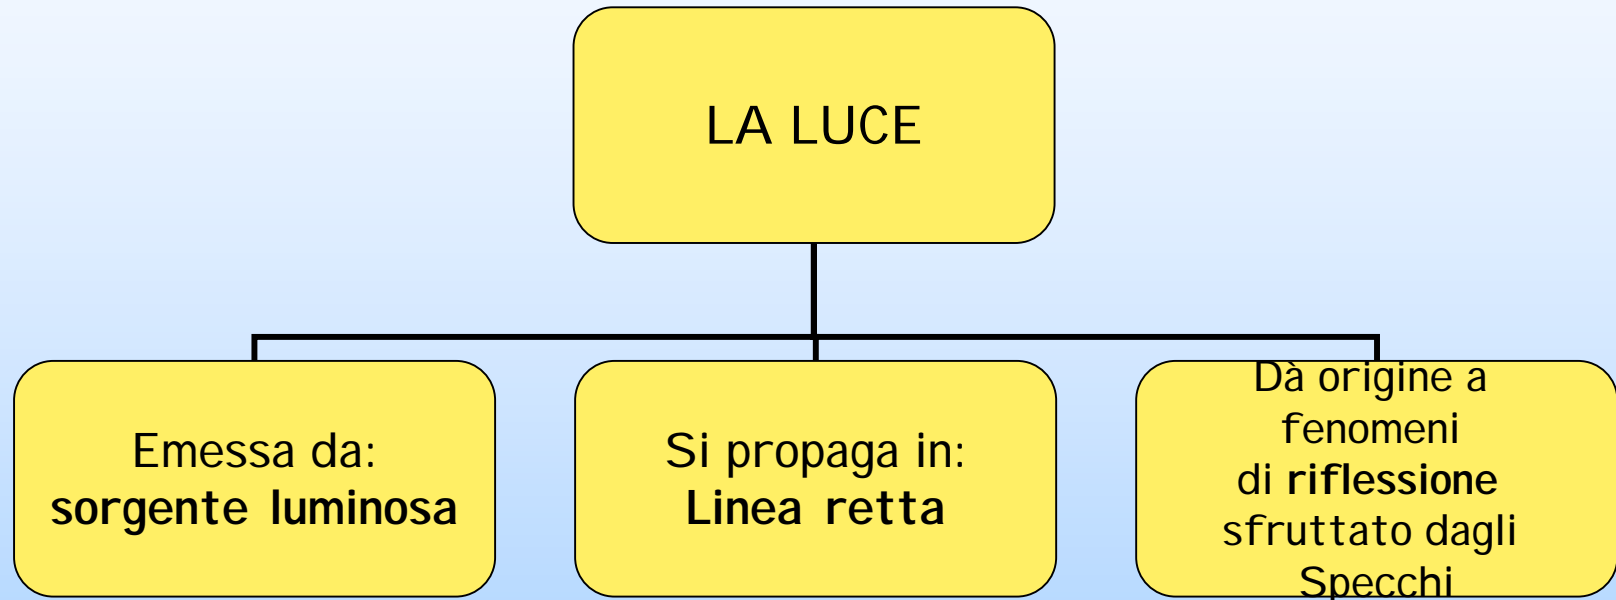 LA LUCE
Emessa da:
sorgente luminosa
Si propaga in:
Linea retta
Dà origine a
fenomeni
di riflessione
sfruttato dagli
Specchi